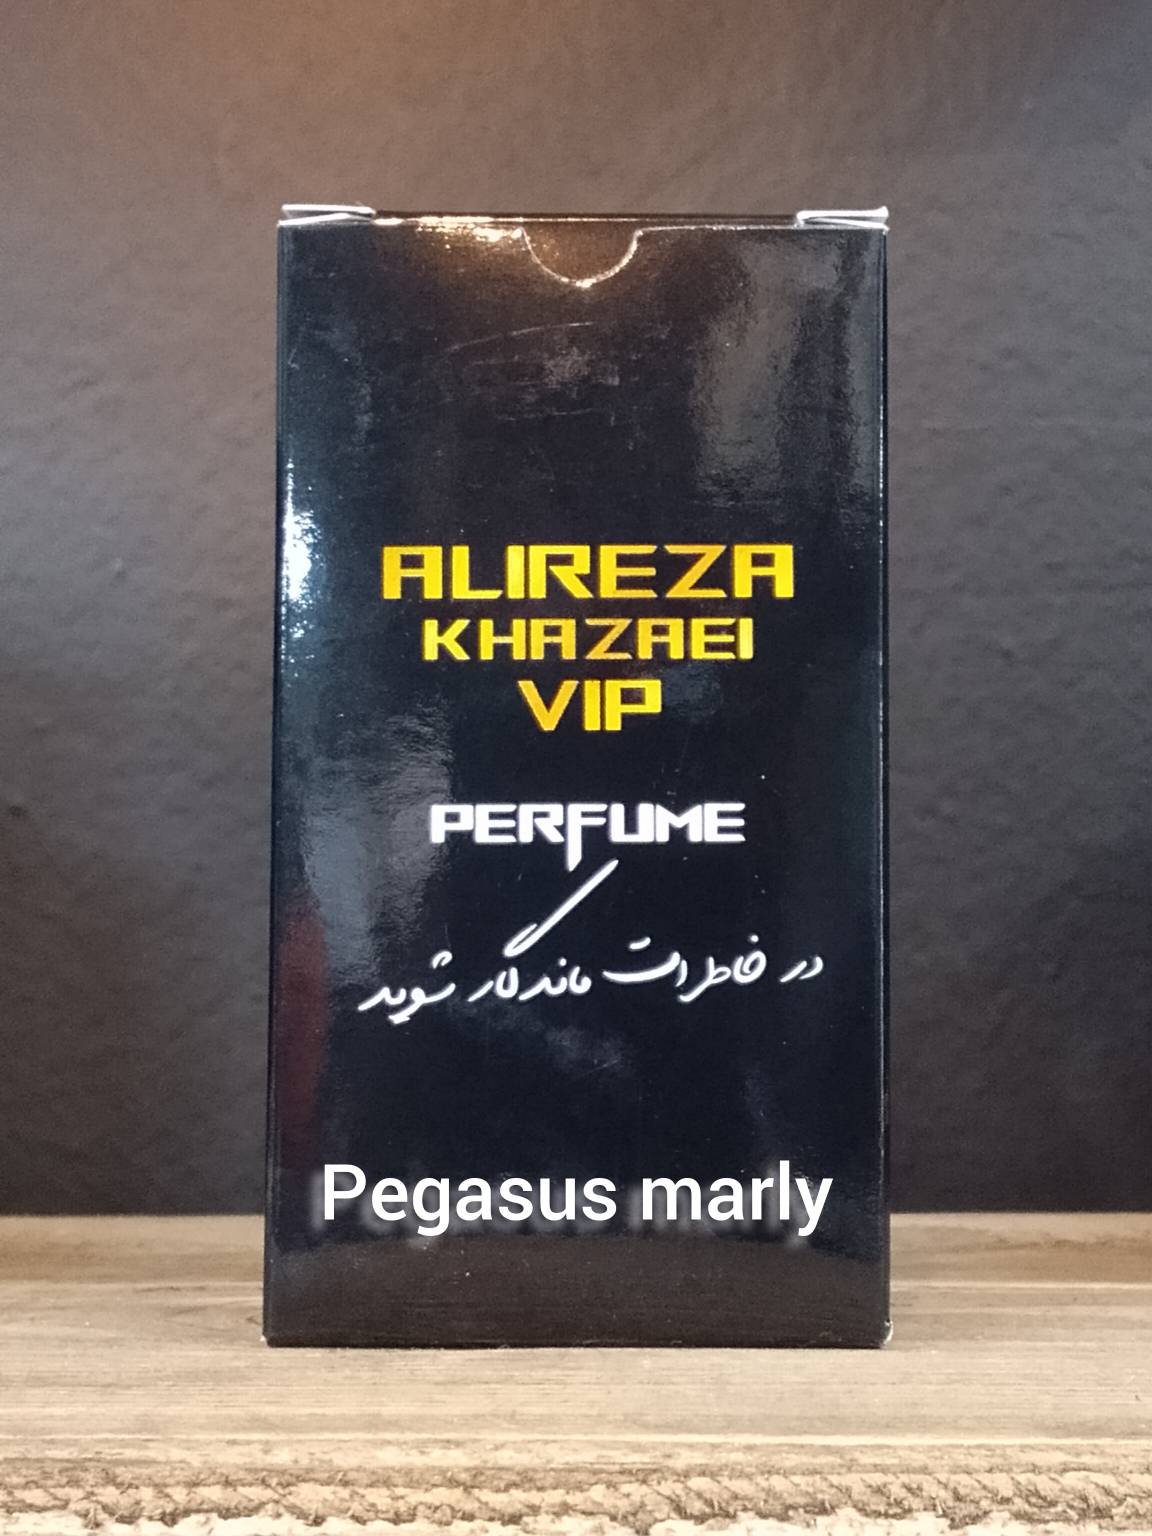 ALIREZA
KHAZAEI
VIP
PERFUME
در خاطرات ماندگار شوید
Pegasus marly